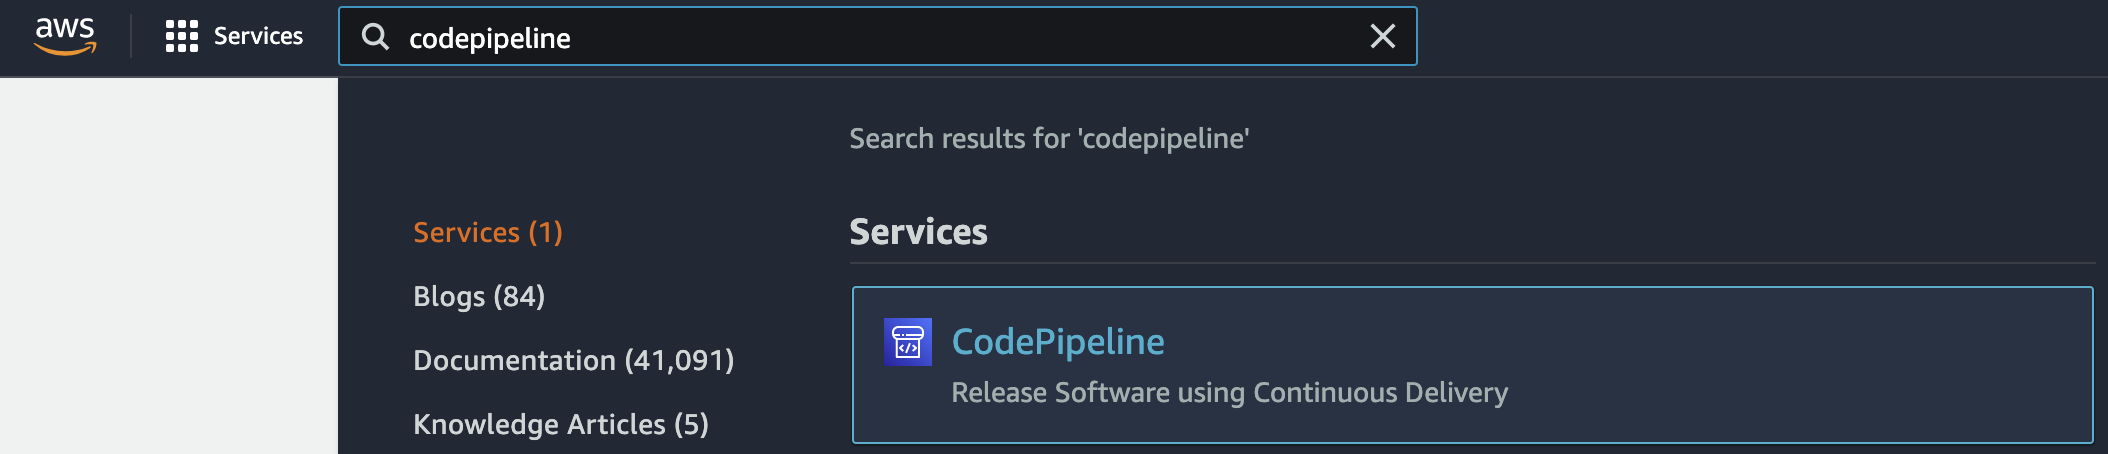 aws
Services
codepipeline
Search results for 'codepipeline'
Services (1)
Blogs (84)
Documentation (41,091)
Knowledge Articles (5)
Services
CodePipeline
Release Software using Continuous Delivery